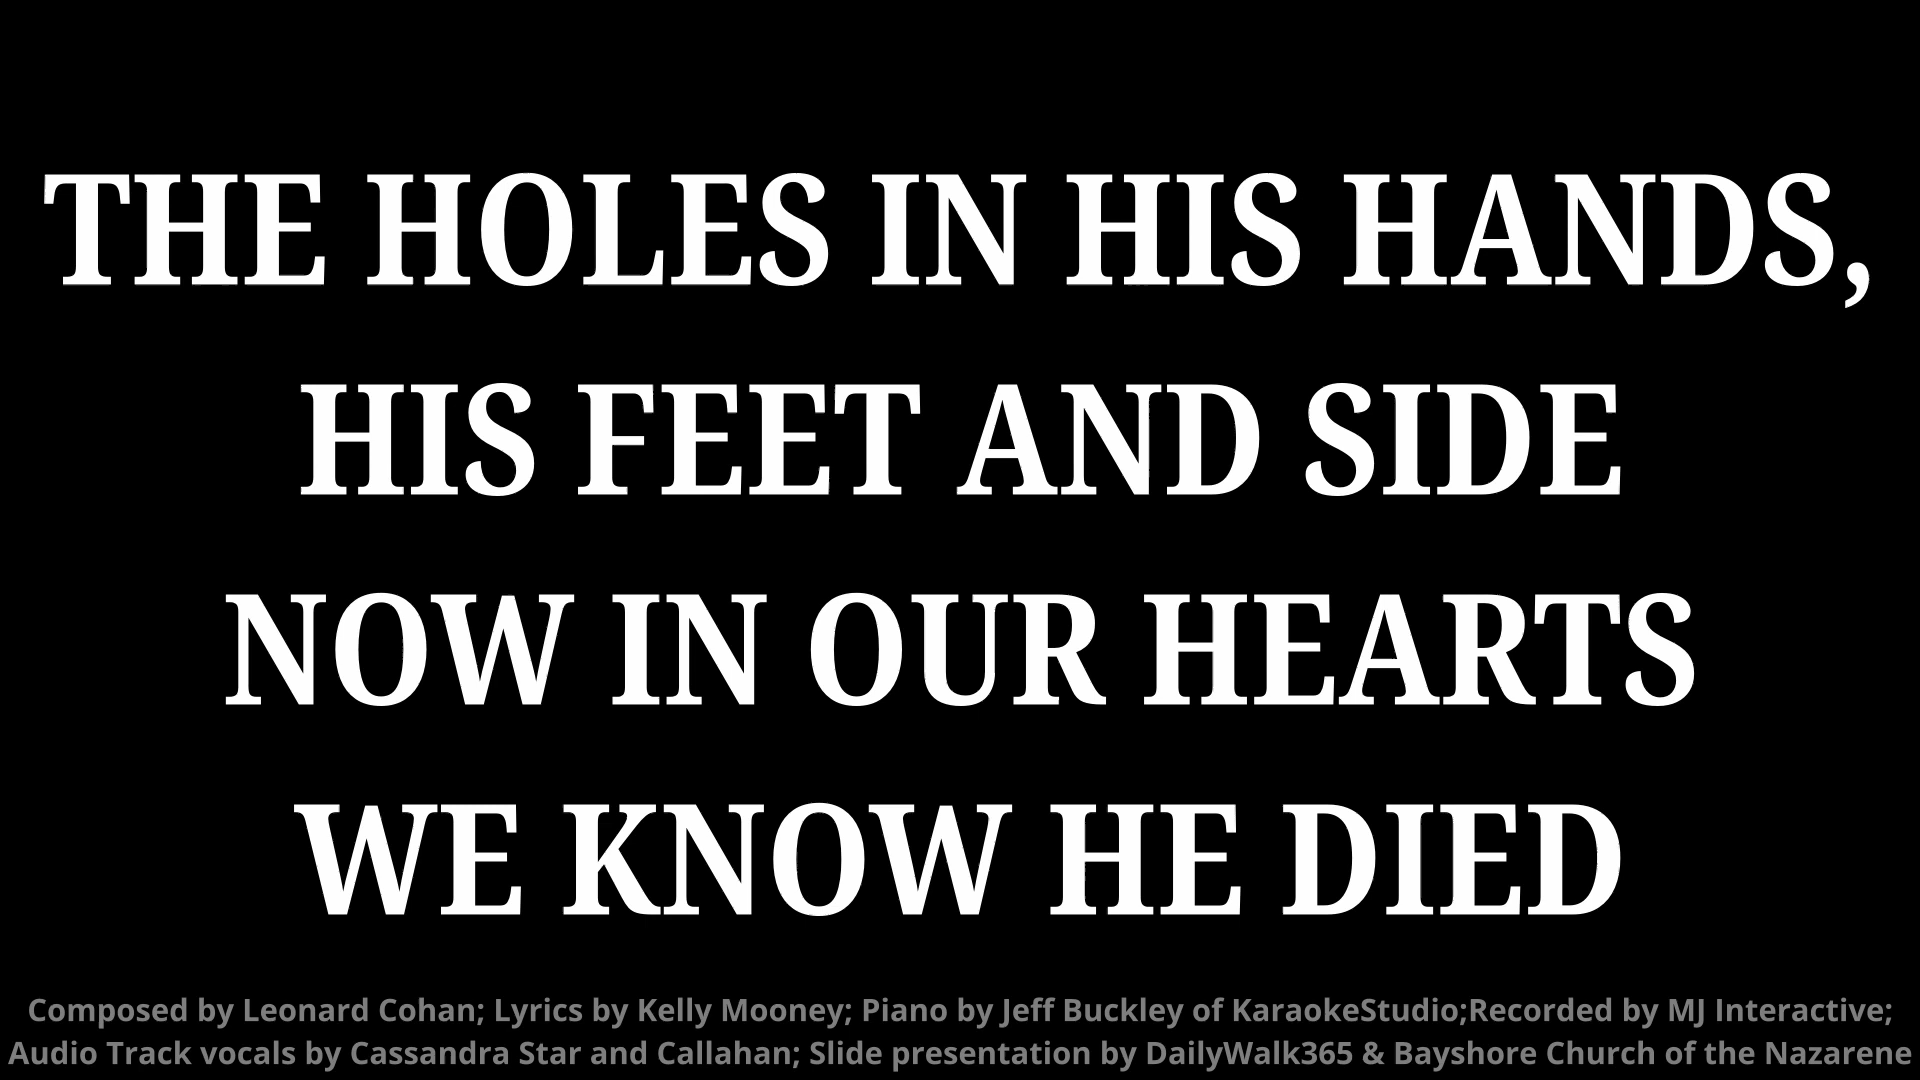 THE HOLES IN HIS HANDS,
HIS FEET AND SIDE
NOW IN OUR HEARTS
WE KNOW HE DIED
Composed by Leonard Cohan; Lyrics by Kelly Mooney; Piano by Jeff Buckley of KaraokeStudio;Recorded by MJ Interactive;
Audio Track vocals by Cassandra Star and Callahan; Slide presentation by DailyWalk365 & Bayshore Church of the Nazarene